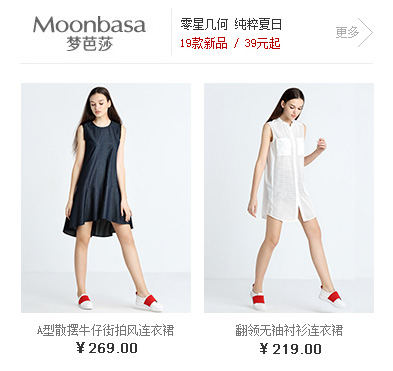 Moonbasa
梦芭莎
零星几何 纯粹夏日
19款新品 / 39元起
更多
A型散摆牛仔街拍风连衣裙
¥269.00
翻领无袖衬衫连衣裙
¥219.00